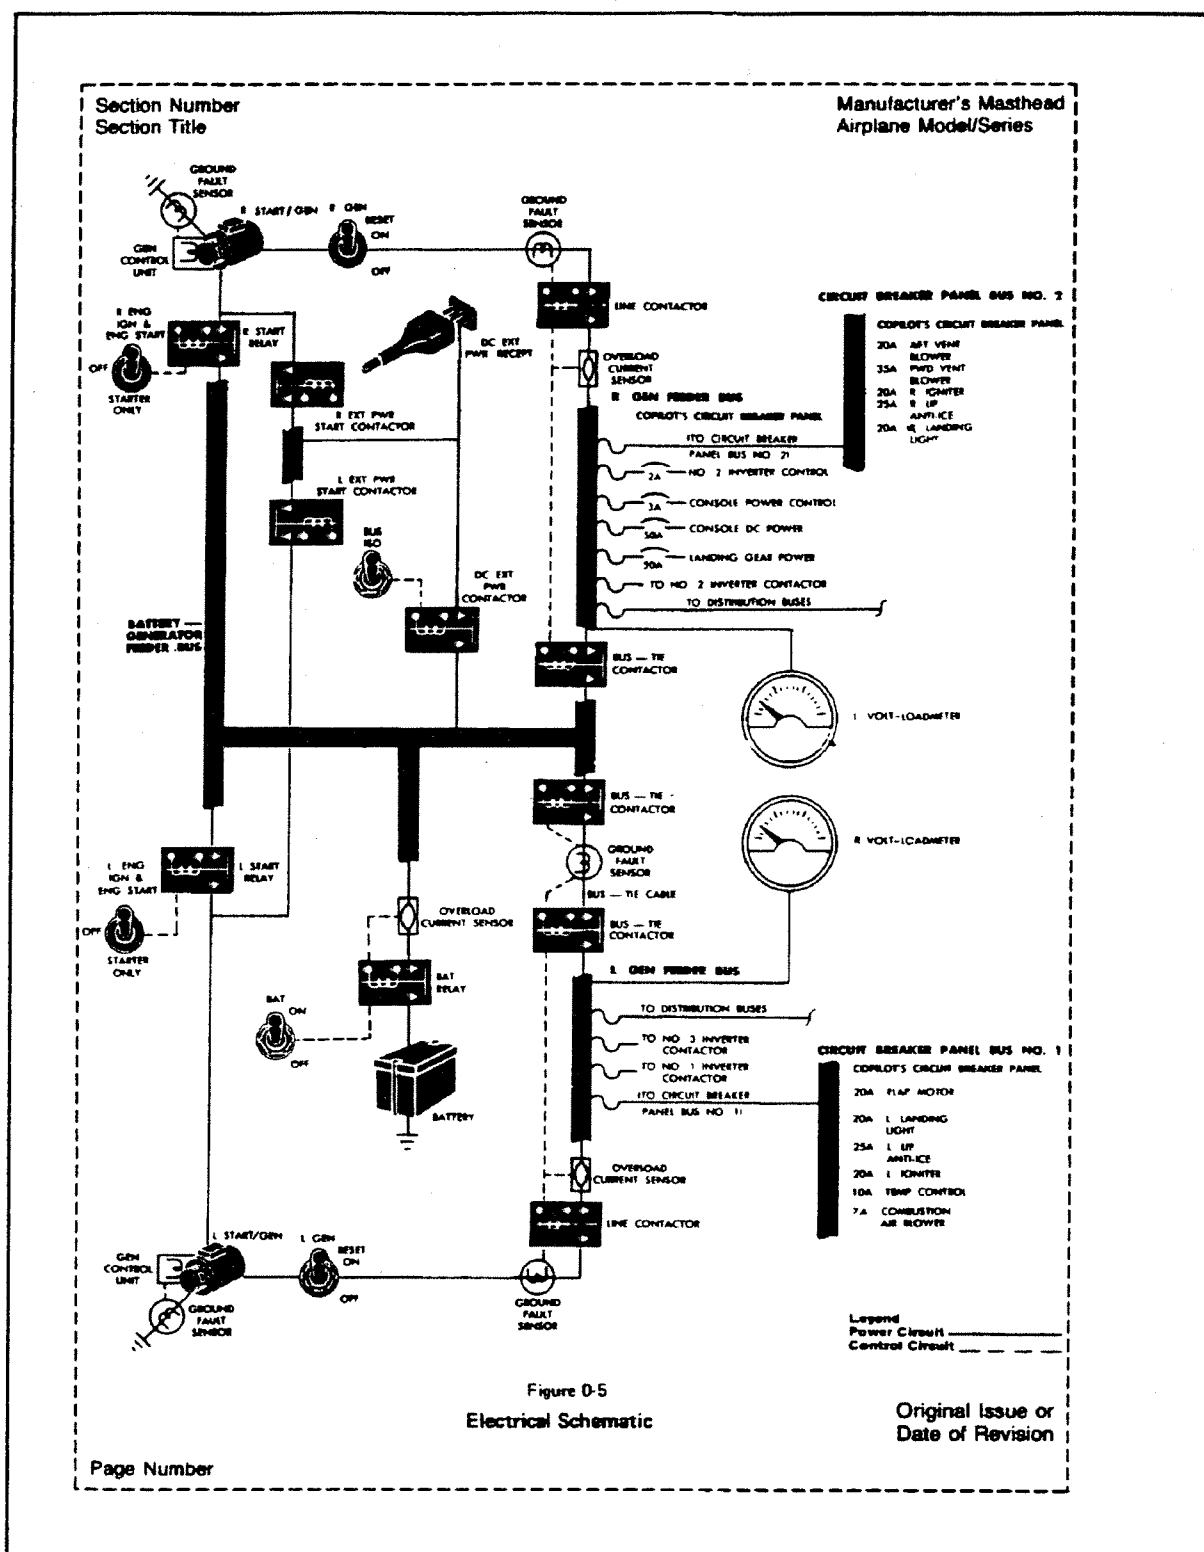 Section Number
Section Title
Manufacturer's Masthead
Airplane Model/Series
GROUND
FAULT
SENSOR
R START/GEN
R GEN
RESET
ON
OFF
GEN
CONTROL
UNIT
GROUND
FAULT
SENSOR
LINE CONTACTOR
R ENG
IGN &
ENG START
OFF
STARTER
ONLY
R START
RELAY
DC EXT
PWR RECEPT
R EXT PWR
START CONTACTOR
L EXT PWR
START CONTACTOR
OVERLOAD
CURRENT
SENSOR
R GEN FEEDER BUS
COPILOT'S CIRCUIT BREAKER PANEL
(TO CIRCUIT BREAKER
PANEL BUS NO 2)
2A NO 2 INVERTER CONTROL
3A CONSOLE POWER CONTROL
50A CONSOLE DC POWER
50A LANDING GEAR POWER
TO NO 2 INVERTER CONTACTOR
TO DISTRIBUTION BUSES
CIRCUIT BREAKER PANEL BUS NO. 2
COPILOT'S CIRCUIT BREAKER PANEL
20A AFT VENT
BLOWER
35A FWD VENT
BLOWER
20A R IGNITER
25A R LIP
ANTI-ICE
20A R LANDING
LIGHT
BUS
ISO
DC EXT
PWR
CONTACTOR
BATTERY —
GENERATOR
FEEDER BUS
BUS — TIE
CONTACTOR
L VOLT-LOADMETER
BUS — TIE
CONTACTOR
R VOLT-LOADMETER
GROUND
FAULT
SENSOR
BUS — TIE CABLE
BUS — TIE
CONTACTOR
L ENG
IGN &
ENG START
OFF
STARTER
ONLY
L START
RELAY
OVERLOAD
CURRENT SENSOR
BAT
RELAY
BAT
ON
OFF
BATTERY
L GEN FEEDER BUS
TO DISTRIBUTION BUSES
TO NO 3 INVERTER
CONTACTOR
TO NO 1 INVERTER
CONTACTOR
(TO CIRCUIT BREAKER
PANEL BUS NO 1)
CIRCUIT BREAKER PANEL BUS NO. 1
COPILOT'S CIRCUIT BREAKER PANEL
20A FLAP MOTOR
20A L LANDING
LIGHT
25A L LIP
ANTI-ICE
20A L IGNITER
10A TEMP CONTROL
7A COMBUSTION
AIR BLOWER
OVERLOAD
CURRENT SENSOR
LINE CONTACTOR
L START/GEN
L GEN
RESET
ON
OFF
GEN
CONTROL
UNIT
GROUND
FAULT
SENSOR
GROUND
FAULT
SENSOR
Legend
Power Circuit
Control Circuit
Figure 0-5
Electrical Schematic
Original Issue or
Date of Revision
Page Number